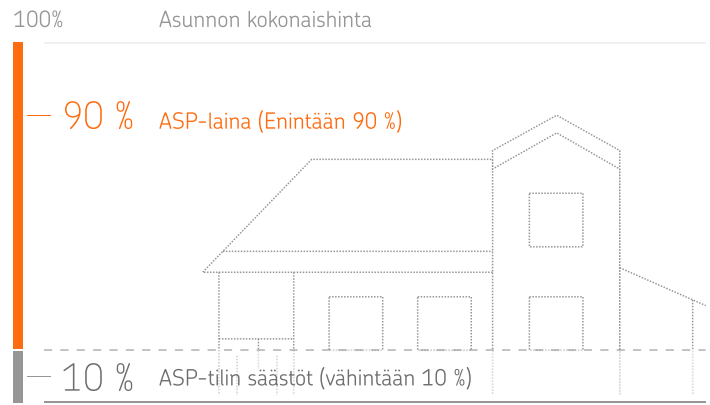 100% Asunnon kokonaishinta
90 % ASP-laina (Enintään 90 %)
10 % ASP-tilin säästöt (vähintään 10 %)